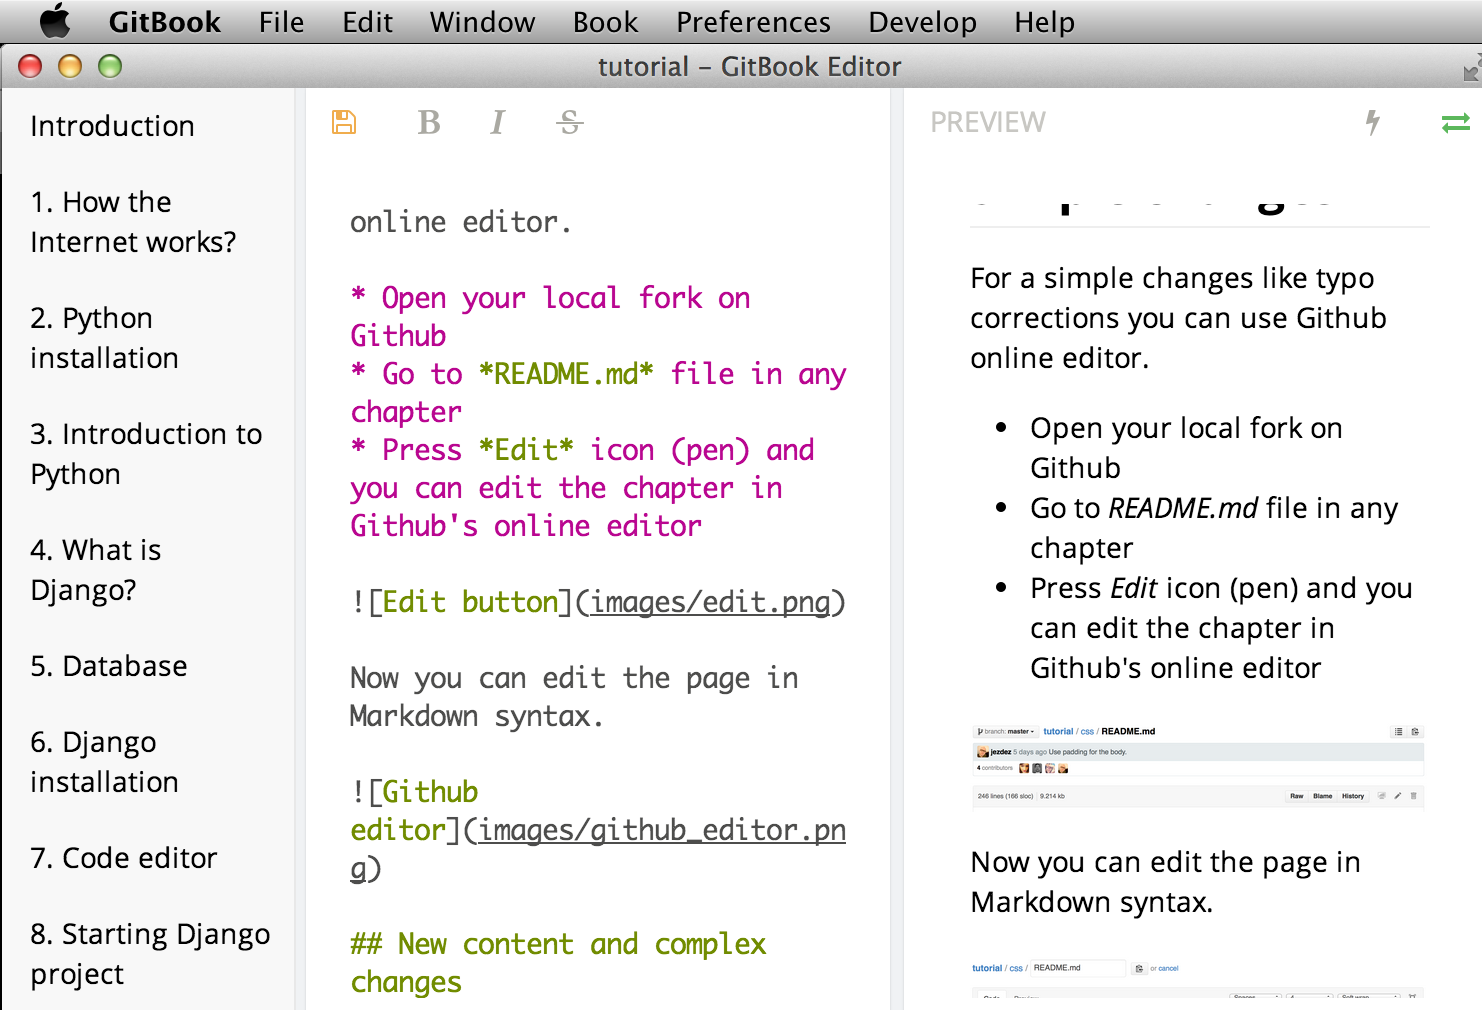 GitBook File Edit Window Book Preferences Develop Help
tutorial – GitBook Editor
Introduction
1. How the
Internet works?
2. Python
installation
3. Introduction to
Python
4. What is
Django?
5. Database
6. Django
installation
7. Code editor
8. Starting Django
project
B I S
online editor.
* Open your local fork on
Github
* Go to *README.md* file in any
chapter
* Press *Edit* icon (pen) and
you can edit the chapter in
Github's online editor
![Edit button](images/edit.png)
Now you can edit the page in
Markdown syntax.
![Github
editor](images/github_editor.pn
g)
## New content and complex
changes
PREVIEW
For a simple changes like typo
corrections you can use Github
online editor.
• Open your local fork on
Github
• Go to README.md file in any
chapter
• Press Edit icon (pen) and you
can edit the chapter in
Github's online editor
branch: master tutorial / css / README.md
jezdez 5 days ago Use padding for the body.
4 contributors
246 lines (166 sloc) 9.214 kb Raw Blame History
Now you can edit the page in
Markdown syntax.
tutorial / css / README.md or cancel